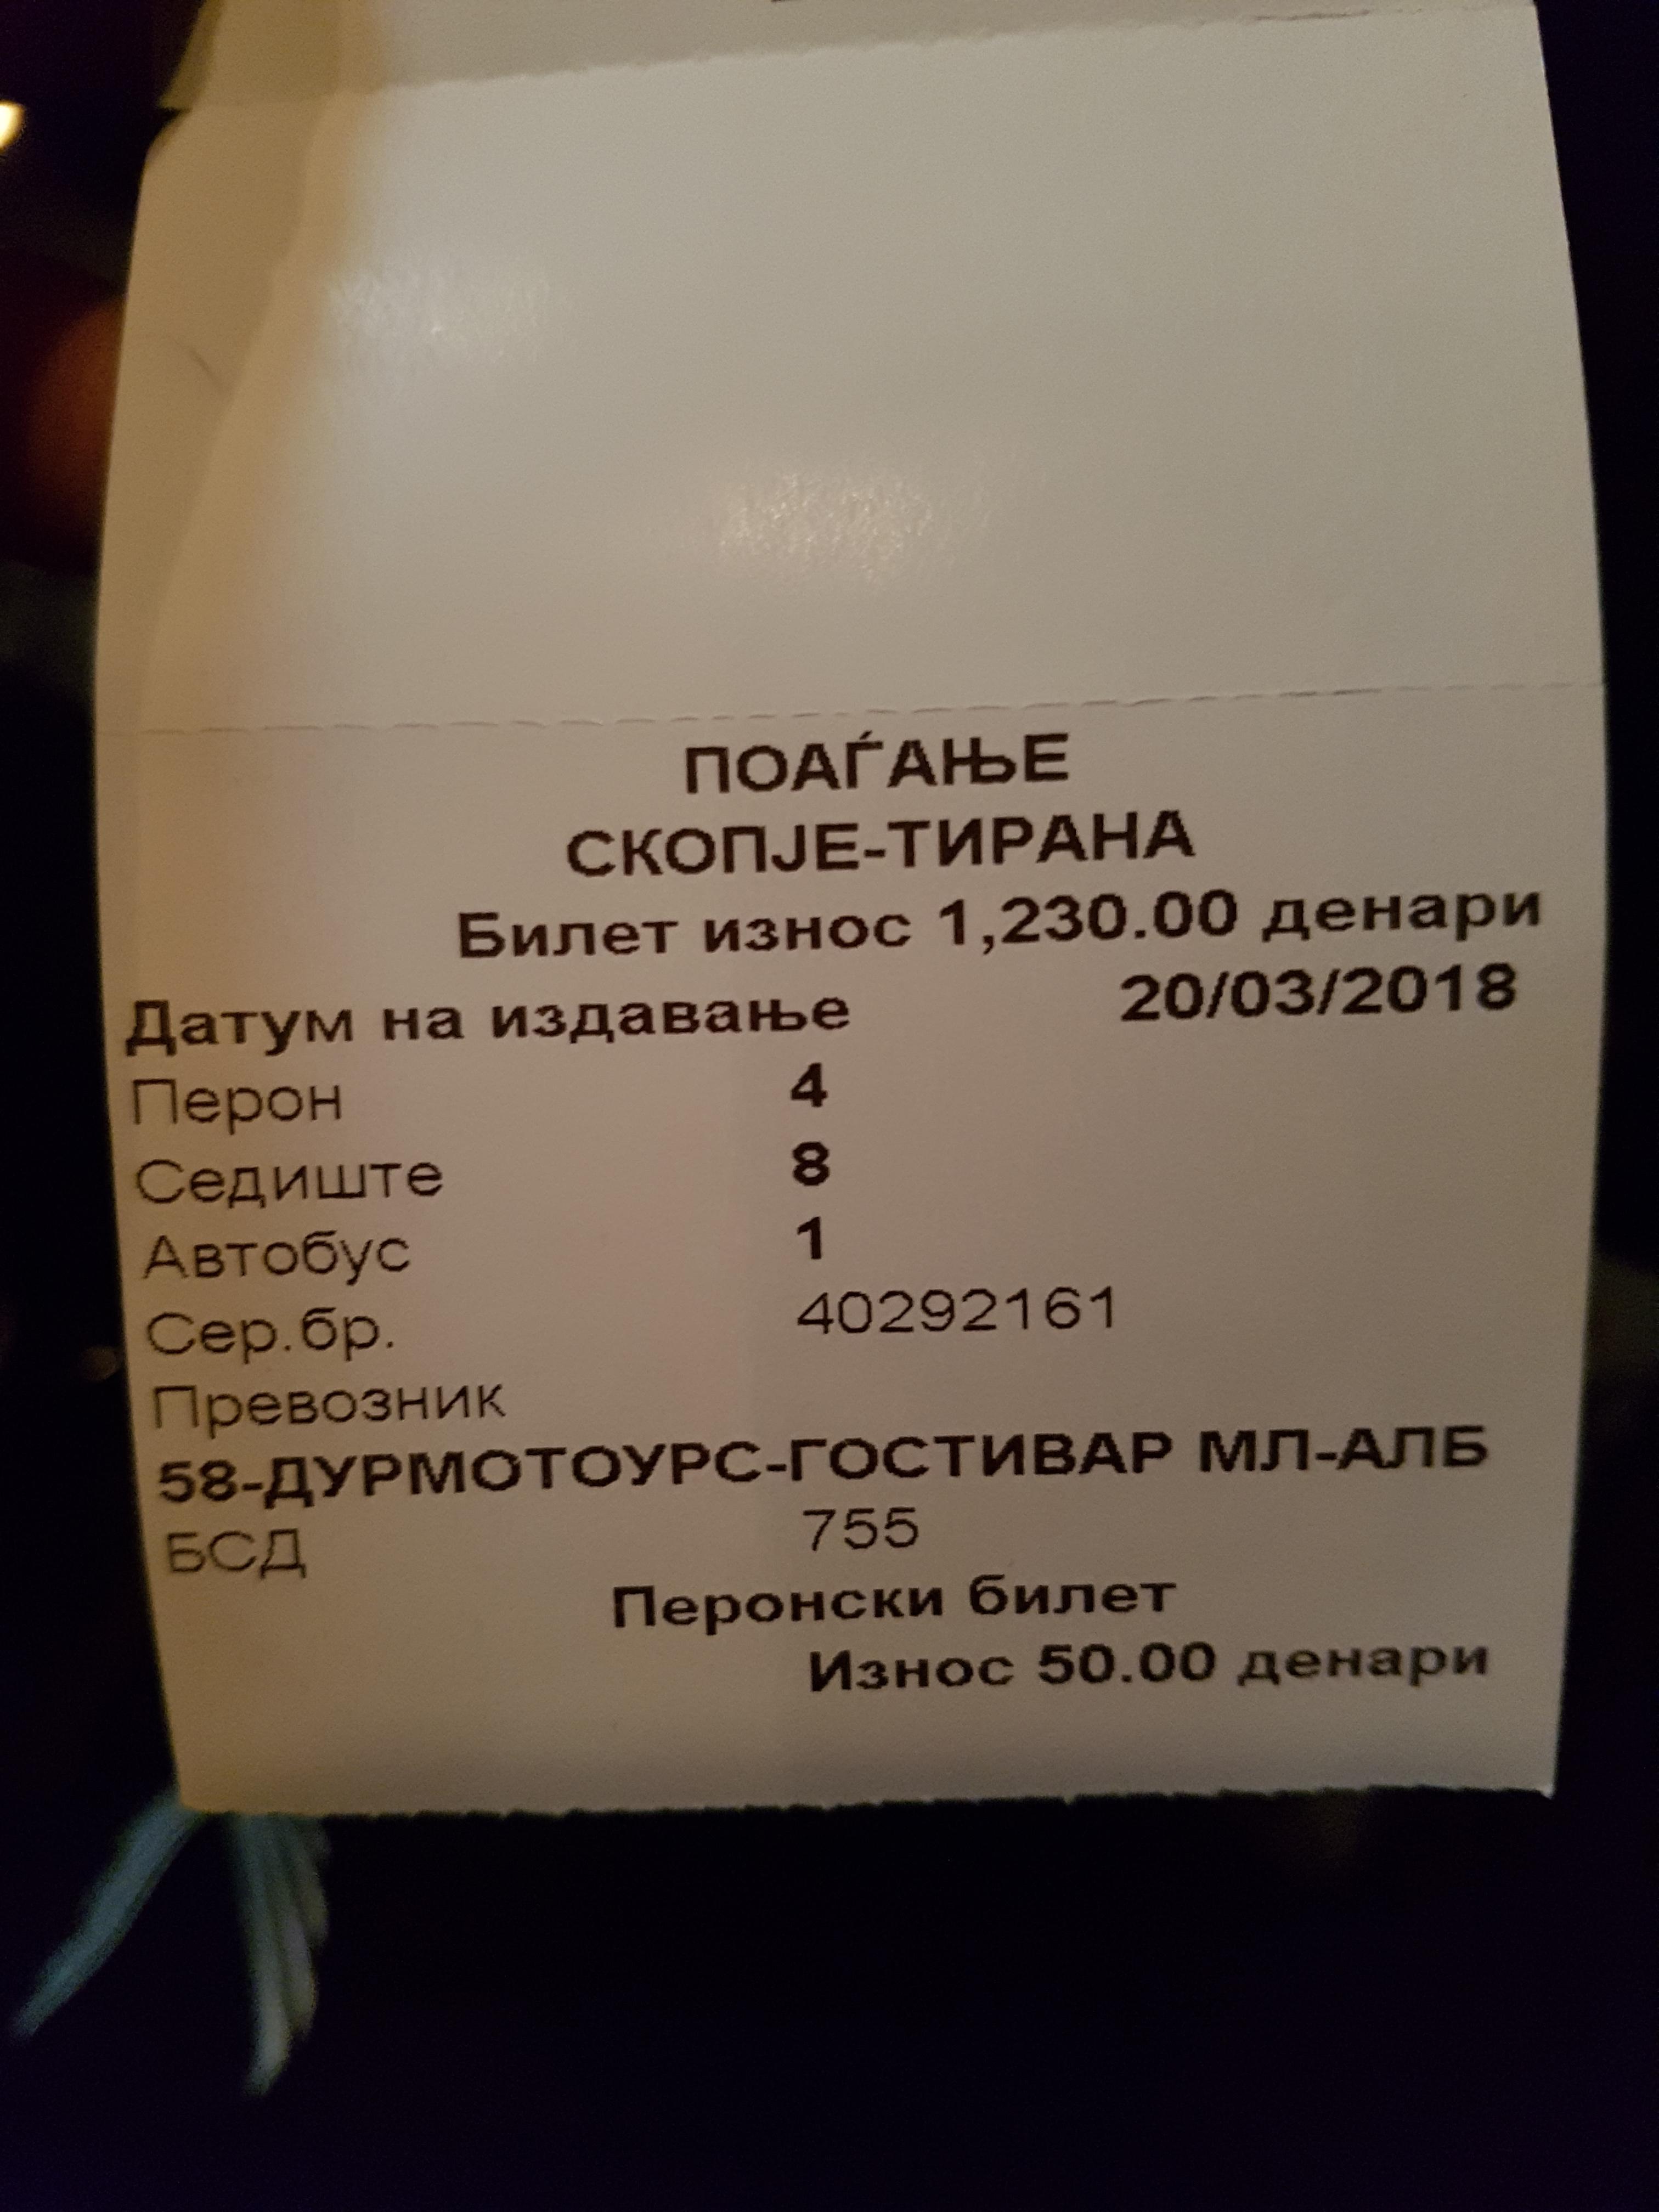 ПОАЃАЊЕ
СКОПЈЕ-ТИРАНА
Билет износ 1,230.00 денари
Датум на издавање 20/03/2018
Перон 4
Седиште 8
Автобус 1
Сер.бр. 40292161
Превозник
58-ДУРМОТОУРС-ГОСТИВАР МЛ-АЛБ
БСД 755
Перонски билет
Износ 50.00 денари